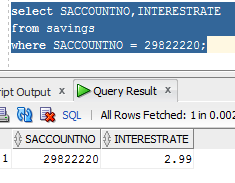 select SACCOUNTNO,INTERESTRATE
from savings
where SACCOUNTNO = 29822220;
ript Output x Query Result x
SQL | All Rows Fetched: 1 in 0.002
SACCOUNTNO INTERESTRATE
1 29822220 2.99